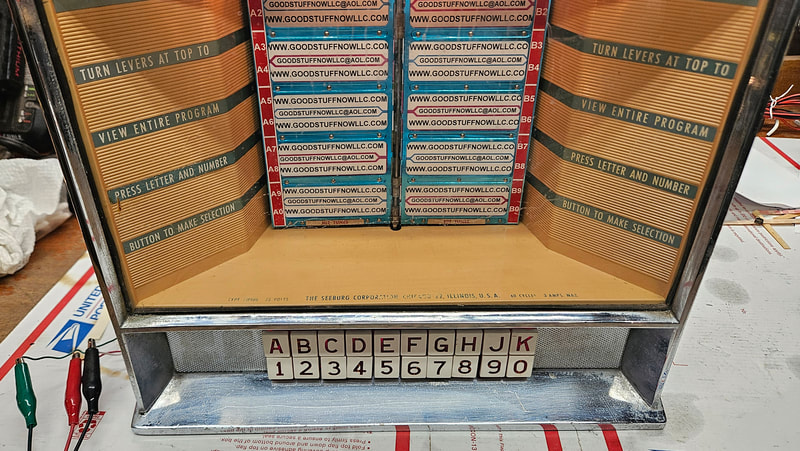 A2
GOODSTUFFNOWLLC@AOL.COM
WWW.GOODSTUFFNOWLLC.COM
A3
WWW.GOODSTUFFNOWLLC.CO
GOODSTUFFNOWLLC@AOL.COM
A4
WWW.GOODSTUFFNOWLLC.COM
A5
WWW.GOODSTUFFNOWLLC.COM
GOODSTUFFNOWLLC@AOL.COM
A6
WWW.GOODSTUFFNOWLLC.COM
A7
WWW.GOODSTUFFNOWLLC.COM
GOODSTUFFNOWLLC@AOL.COM
A8
WWW.GOODSTUFFNOWLLC.COM
A9
WWW.GOODSTUFFNOWLLC.COM
GOODSTUFFNOWLLC@AOL.COM
A0
WWW.GOODSTUFFNOWLLC.COM
GOODSTUFFNOWLLC@AOL.COM
B2
WWW.GOODSTUFFNOWLLC.COM
WWW.GOODSTUFFNOWLLC.COM
B3
GOODSTUFFNOWLLC@AOL.COM
WWW.GOODSTUFFNOWLLC.COM
B4
WWW.GOODSTUFFNOWLLC.CO
B5
GOODSTUFFNOWLLC@AOL.COM
WWW.GOODSTUFFNOWLLC.CO
B6
WWW.GOODSTUFFNOWLLC.COM
B7
GOODSTUFFNOWLLC@AOL.COM
WWW.GOODSTUFFNOWLLC.COM
B8
WWW.GOODSTUFFNOWLLC.COM
B9
GOODSTUFFNOWLLC@AOL.COM
WWW.GOODSTUFFNOWLLC.COM
B0
TURN LEVERS AT TOP TO
VIEW ENTIRE PROGRAM
PRESS LETTER AND NUMBER
BUTTON TO MAKE SELECTION
TURN LEVERS AT TOP TO
VIEW ENTIRE PROGRAM
PRESS LETTER AND NUMBER
BUTTON TO MAKE SELECTION
THE SEEBURG CORPORATION ILLINOIS, U.S.A
A B C D E F G H J K
1 2 3 4 5 6 7 8 9 0
UNITED